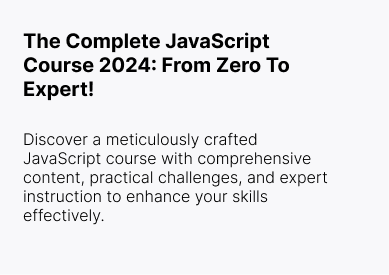 The Complete JavaScript
Course 2024: From Zero To
Expert!
Discover a meticulously crafted
JavaScript course with comprehensive
content, practical challenges, and expert
instruction to enhance your skills
effectively.